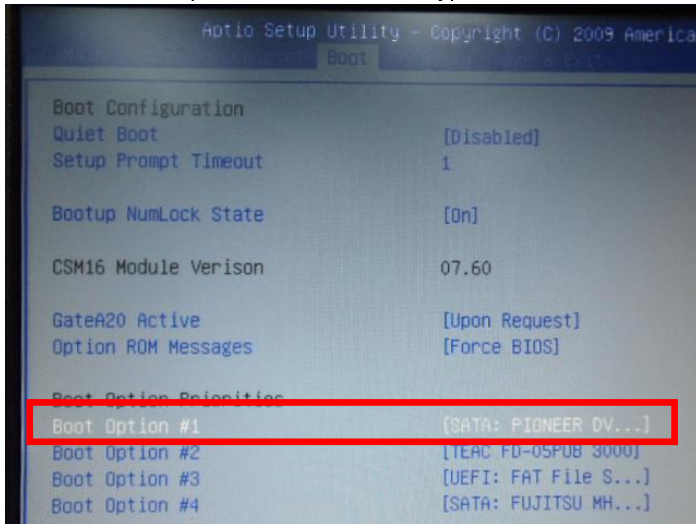 Aptio Setup Utility - Copyright (C) 2009 America
Boot
Boot Configuration
Quiet Boot [Disabled]
Setup Prompt Timeout 1
Bootup NumLock State [On]
CSM16 Module Verison 07.60
GateA20 Active [Upon Request]
Option ROM Messages [Force BIOS]
Boot Option Priorities
Boot Option #1 [SATA: PIONEER DV...]
Boot Option #2 [TEAC FD-05PUB 3000]
Boot Option #3 [UEFI: FAT File S...]
Boot Option #4 [SATA: FUJITSU MH...]